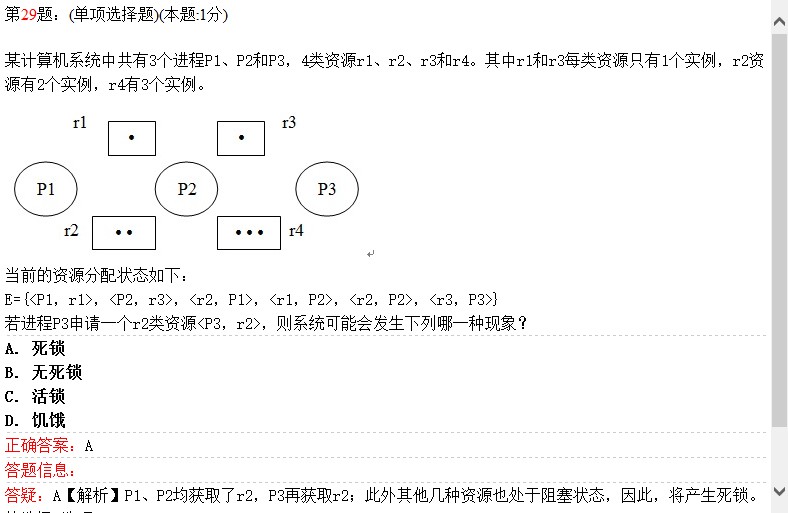 第29题: (单项选择题)(本题:1分)
某计算机系统中共有3个进程P1、P2和P3，4类资源r1、r2、r3和r4。其中r1和r3每类资源只有1个实例，r2资
源有2个实例，r4有3个实例。
r1 r3
P1 P2 P3
r2 r4
当前的资源分配状态如下:
E={<P1, r1>, <P2, r3>, <r2, P1>, <r1, P2>, <r2, P2>, <r3, P3>}
若进程P3申请一个r2类资源<P3, r2>，则系统可能会发生下列哪一种现象?
A. 死锁
B. 无死锁
C. 活锁
D. 饥饿
正确答案: A
答题信息:
答疑: A【解析】P1、P2均获取了r2，P3再获取r2；此外其他几种资源也处于阻塞状态，因此，将产生死锁。